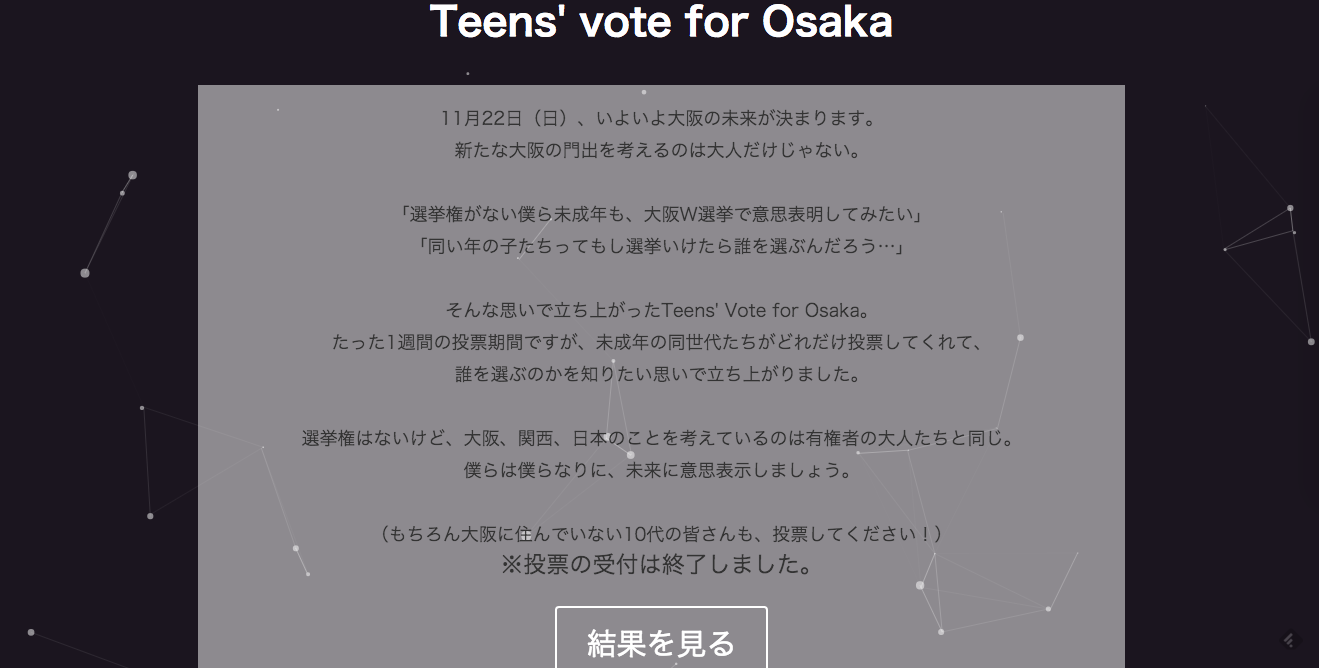 Teens' vote for Osaka
11月22日（日）、いよいよ大阪の未来が決まります。
新たな大阪の門出を考えるのは大人だけじゃない。
「選挙権がない僕ら未成年も、大阪W選挙で意思表明してみたい」
「同い年の子たちってもし選挙いけたら誰を選ぶんだろう…」
そんな思いで立ち上がったTeens' Vote for Osaka。
たった1週間の投票期間ですが、未成年の同世代たちがどれだけ投票してくれて、
誰を選ぶのかを知りたい思いで立ち上がりました。
選挙権はないけど、大阪、関西、日本のことを考えているのは有権者の大人たちと同じ。
僕らは僕らなりに、未来に意思表示しましょう。
（もちろん大阪に住んでいない10代の皆さんも、投票してください！）
※投票の受付は終了しました。
結果を見る